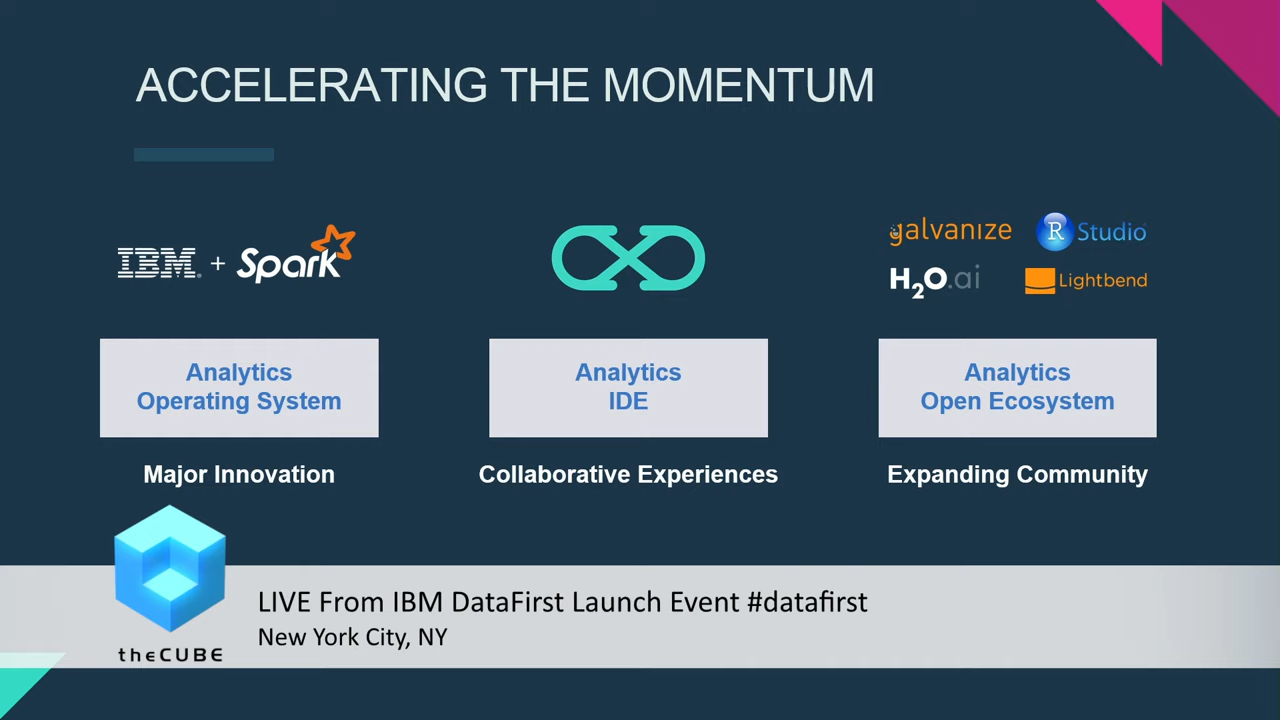 ACCELERATING THE MOMENTUM
IBM® + Spark
galvanize
R Studio
H2O.ai
Lightbend
Analytics
Operating System
Analytics
IDE
Analytics
Open Ecosystem
Major Innovation
Collaborative Experiences
Expanding Community
LIVE From IBM DataFirst Launch Event #datafirst
New York City, NY
theCUBE